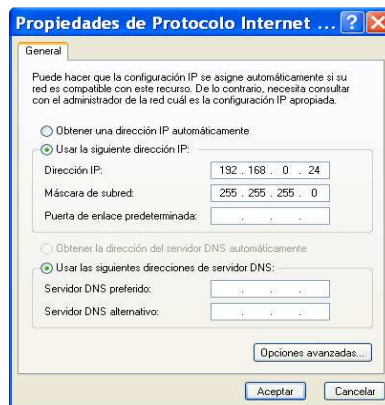 Propiedades de Protocolo Internet ...
General
Puede hacer que la configuración IP se asigne automáticamente si su
red es compatible con este recurso. De lo contrario, necesita consultar
con el administrador de la red cuál es la configuración IP apropiada.
Obtener una dirección IP automáticamente
Usar la siguiente dirección IP:
Dirección IP: 192 . 168 . 0 . 24
Máscara de subred: 255 . 255 . 255 . 0
Puerta de enlace predeterminada: . . .
Obtener la dirección del servidor DNS automáticamente
Usar las siguientes direcciones de servidor DNS:
Servidor DNS preferido: . . .
Servidor DNS alternativo: . . .
Opciones avanzadas...
Aceptar Cancelar